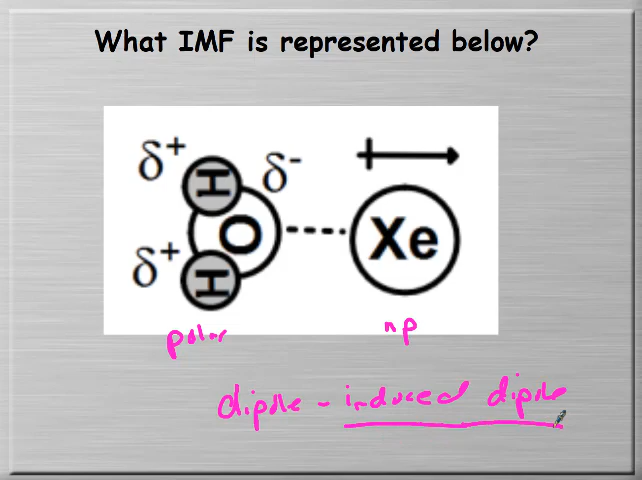 What IMF is represented below?
δ+ H δ-
O Xe
δ+ H
polar np
dipole - induced dipole